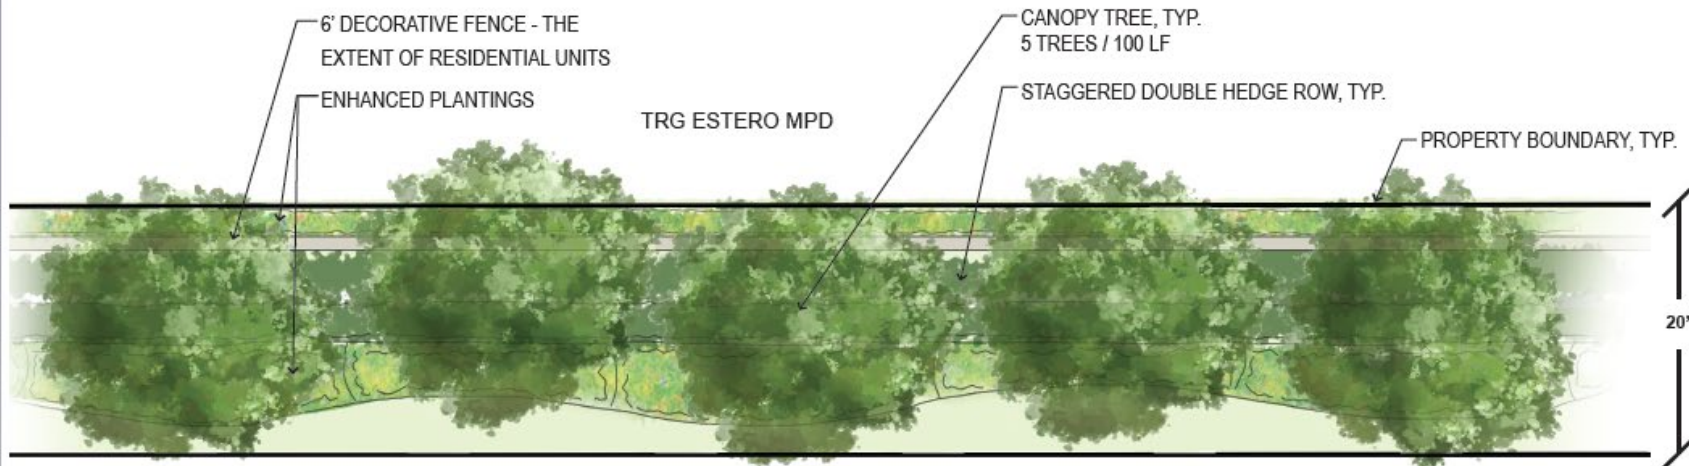 6' DECORATIVE FENCE - THE
EXTENT OF RESIDENTIAL UNITS
ENHANCED PLANTINGS
TRG ESTERO MPD
CANOPY TREE, TYP.
5 TREES / 100 LF
STAGGERED DOUBLE HEDGE ROW, TYP.
PROPERTY BOUNDARY, TYP.
20'